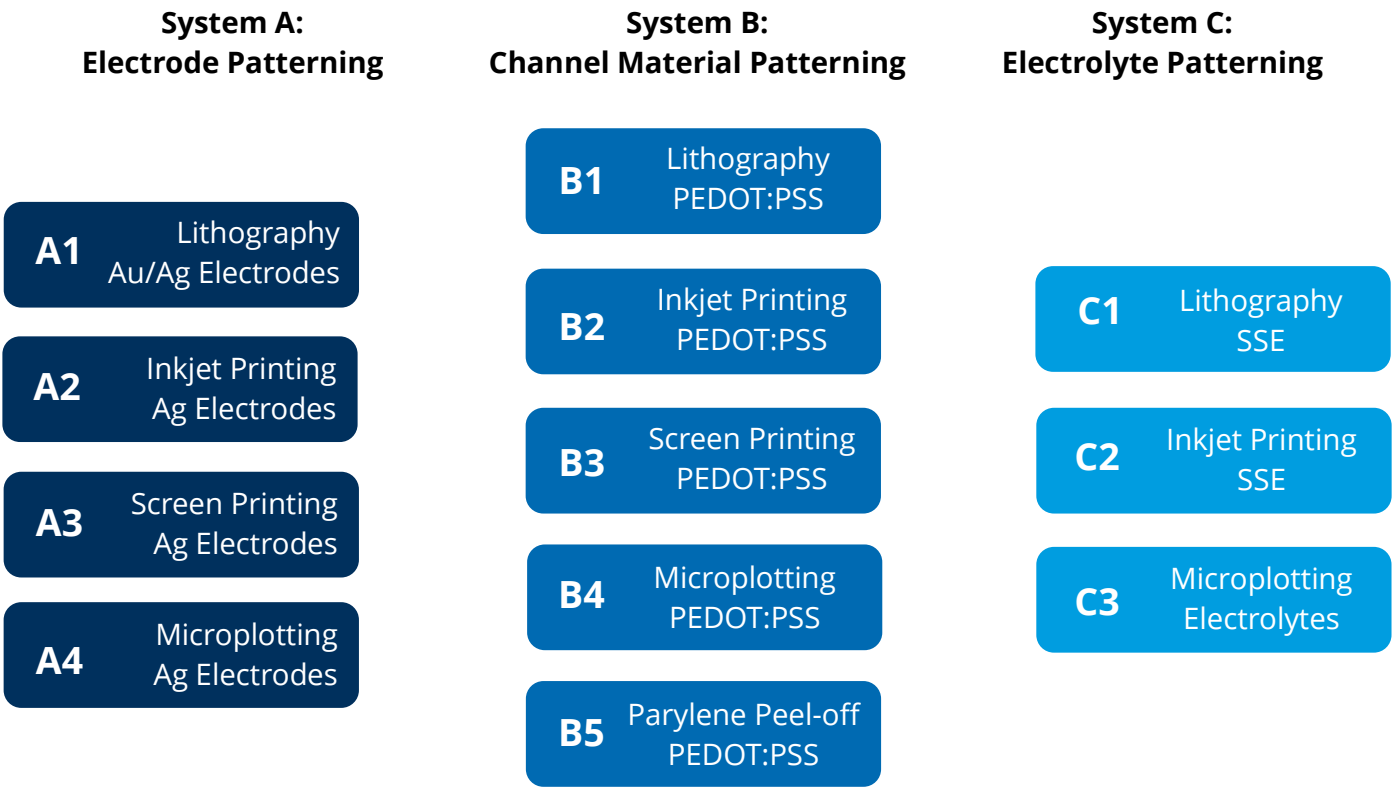 System A:
Electrode Patterning
A1
Lithography
Au/Ag Electrodes
A2
Inkjet Printing
Ag Electrodes
A3
Screen Printing
Ag Electrodes
A4
Microplotting
Ag Electrodes
System B:
Channel Material Patterning
B1
Lithography
PEDOT:PSS
B2
Inkjet Printing
PEDOT:PSS
B3
Screen Printing
PEDOT:PSS
B4
Microplotting
PEDOT:PSS
B5
Parylene Peel-off
PEDOT:PSS
System C:
Electrolyte Patterning
C1
Lithography
SSE
C2
Inkjet Printing
SSE
C3
Microplotting
Electrolytes